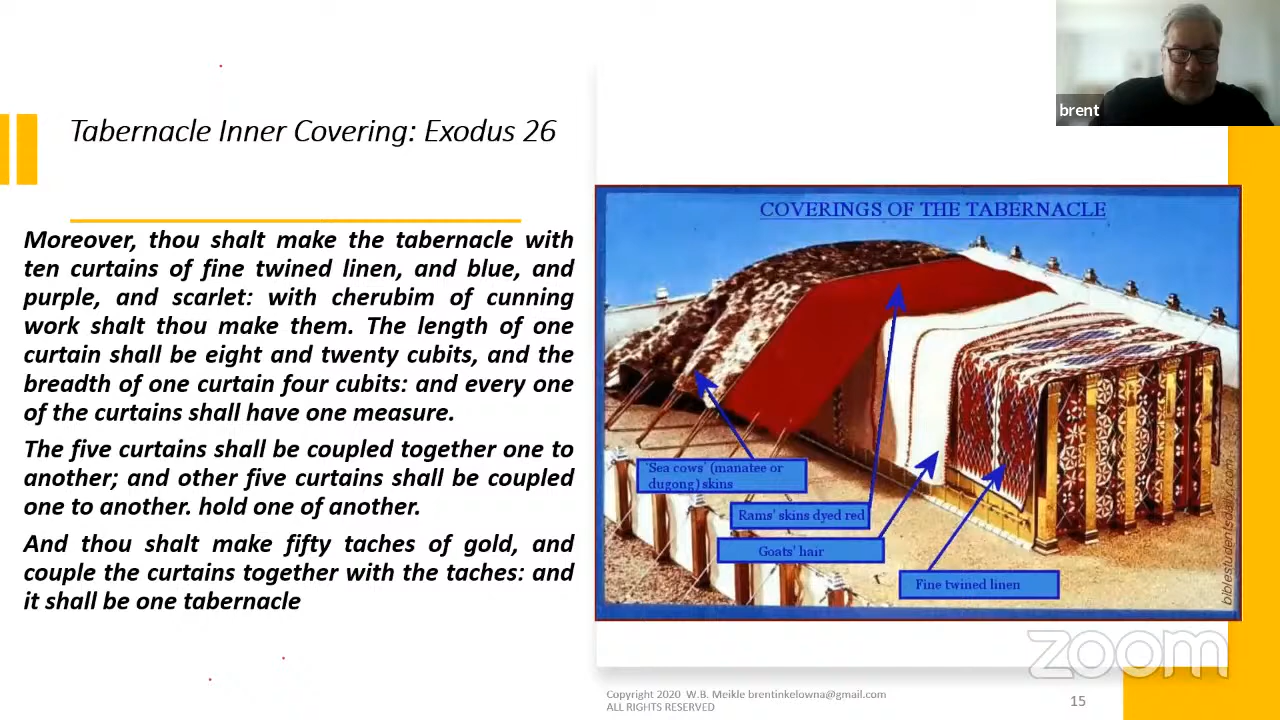 brent
Tabernacle Inner Covering: Exodus 26
Moreover, thou shalt make the tabernacle with
ten curtains of fine twined linen, and blue, and
purple, and scarlet: with cherubim of cunning
work shalt thou make them. The length of one
curtain shall be eight and twenty cubits, and the
breadth of one curtain four cubits: and every one
of the curtains shall have one measure.
The five curtains shall be coupled together one to
another; and other five curtains shall be coupled
one to another. hold one of another.
And thou shalt make fifty taches of gold, and
couple the curtains together with the taches: and
it shall be one tabernacle
COVERINGS OF THE TABERNACLE
'Sea cows' (manatee or
dugong) skins
Rams' skins dyed red
Goats' hair
Fine twined linen
zoom
Copyright 2020 W.B. Meikle brentinkelowna@gmail.com
ALL RIGHTS RESERVED
15